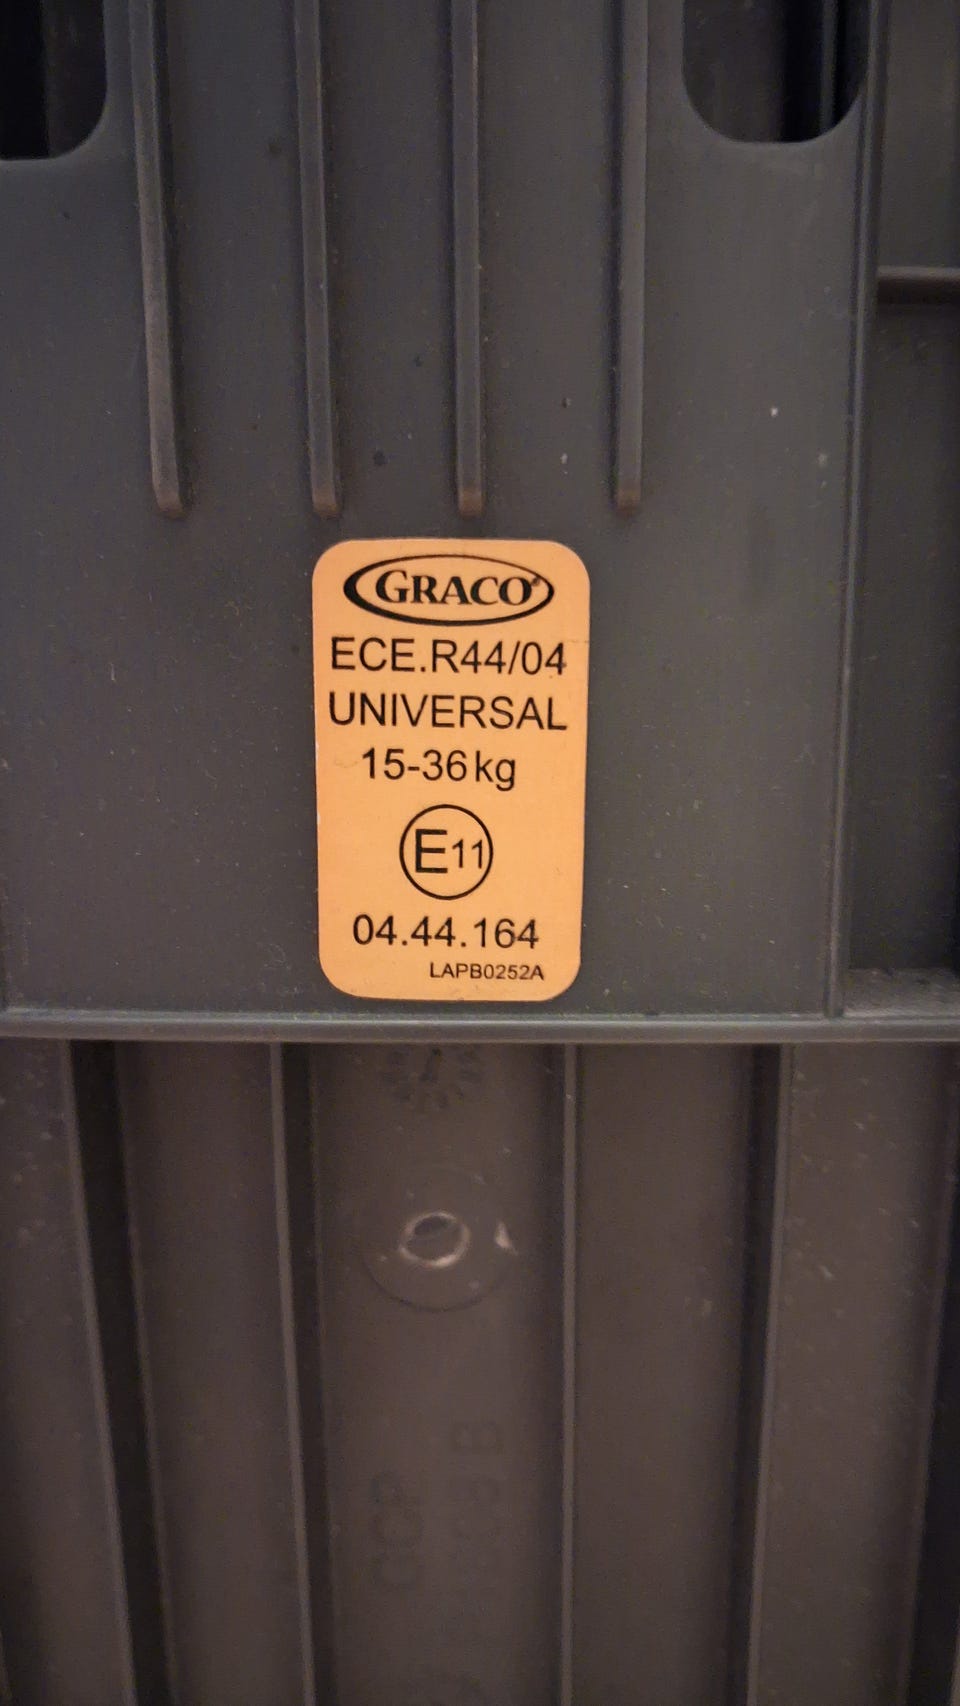 GRACO®
ECE.R44/04
UNIVERSAL
15-36kg
E11
04.44.164
LAPB0252A